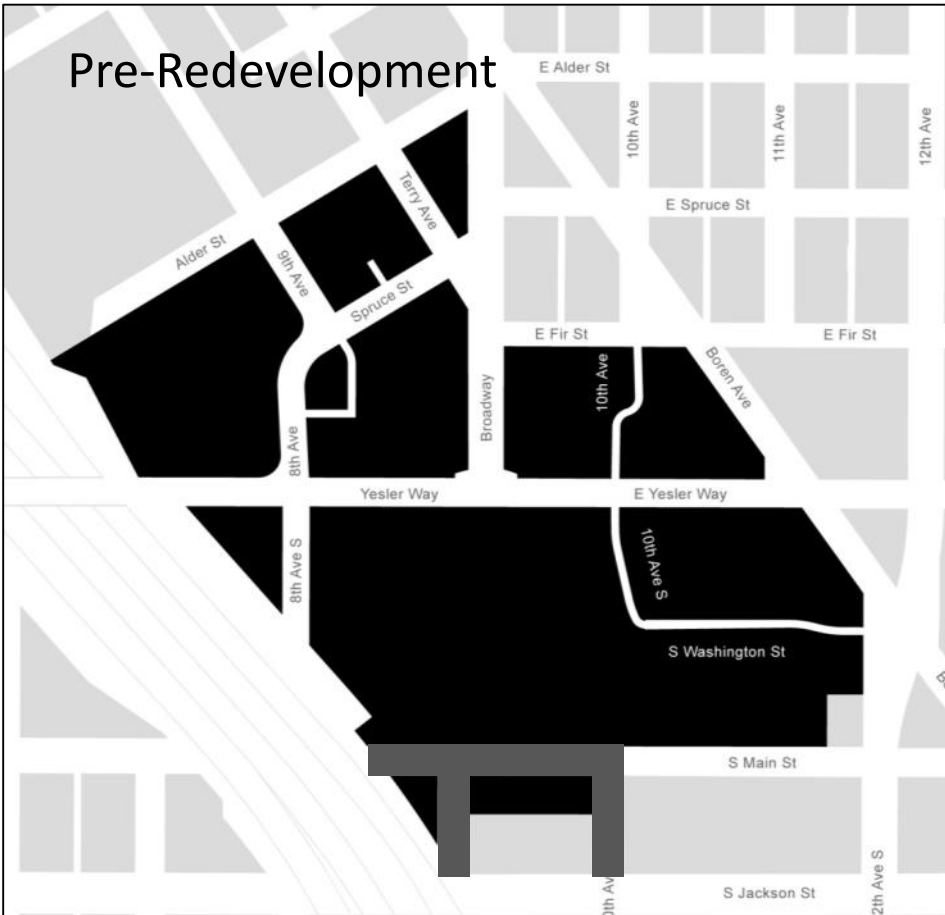 Pre-Redevelopment
E Alder St
10th Ave
11th Ave
12th Ave
Terry Ave
E Spruce St
Alder St
9th Ave
Spruce St
E Fir St
E Fir St
Boren Ave
10th Ave
Broadway
8th Ave
Yesler Way
E Yesler Way
8th Ave S
10th Ave S
S Washington St
S Main St
S Jackson St